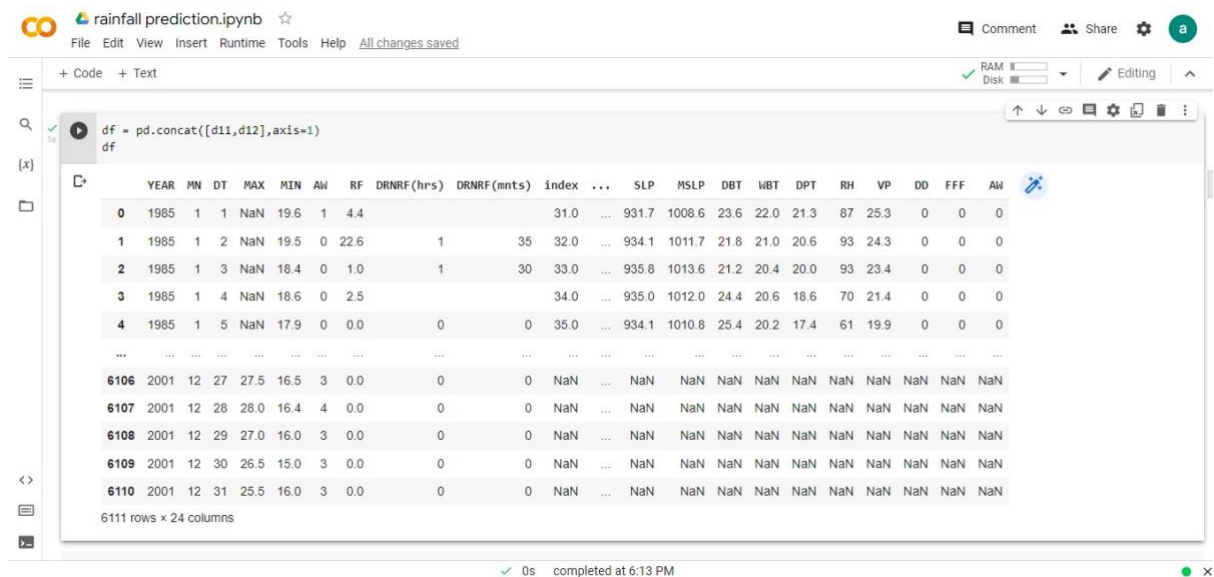 rainfall prediction.ipynb
Comment Share a
File Edit View Insert Runtime Tools Help All changes saved
+ Code + Text RAM Disk Editing
1s
df = pd.concat([d11,d12],axis=1)
df
{x}
YEAR MN DT MAX MIN AW RF DRNRF(hrs) DRNRF(mnts) index ... SLP MSLP DBT WBT DPT RH VP DD FFF AW
0 1985 1 1 NaN 19.6 1 4.4 31.0 ... 931.7 1008.6 23.6 22.0 21.3 87 25.3 0 0 0
1 1985 1 2 NaN 19.5 0 22.6 1 35 32.0 ... 934.1 1011.7 21.8 21.0 20.6 93 24.3 0 0 0
2 1985 1 3 NaN 18.4 0 1.0 1 30 33.0 ... 935.8 1013.6 21.2 20.4 20.0 93 23.4 0 0 0
3 1985 1 4 NaN 18.6 0 2.5 34.0 ... 935.0 1012.0 24.4 20.6 18.6 70 21.4 0 0 0
4 1985 1 5 NaN 17.9 0 0.0 0 0 35.0 ... 934.1 1010.8 25.4 20.2 17.4 61 19.9 0 0 0
... ... ... ... ... ... ... ... ... ... ... ... ... ... ... ... ... ... ... ... ...
6106 2001 12 27 27.5 16.5 3 0.0 0 0 NaN ... NaN NaN NaN NaN NaN NaN NaN NaN NaN NaN
6107 2001 12 28 28.0 16.4 4 0.0 0 0 NaN ... NaN NaN NaN NaN NaN NaN NaN NaN NaN NaN
6108 2001 12 29 27.0 16.0 3 0.0 0 0 NaN ... NaN NaN NaN NaN NaN NaN NaN NaN NaN NaN
6109 2001 12 30 26.5 15.0 3 0.0 0 0 NaN ... NaN NaN NaN NaN NaN NaN NaN NaN NaN NaN
6110 2001 12 31 25.5 16.0 3 0.0 0 0 NaN ... NaN NaN NaN NaN NaN NaN NaN NaN NaN NaN
6111 rows × 24 columns
0s completed at 6:13 PM